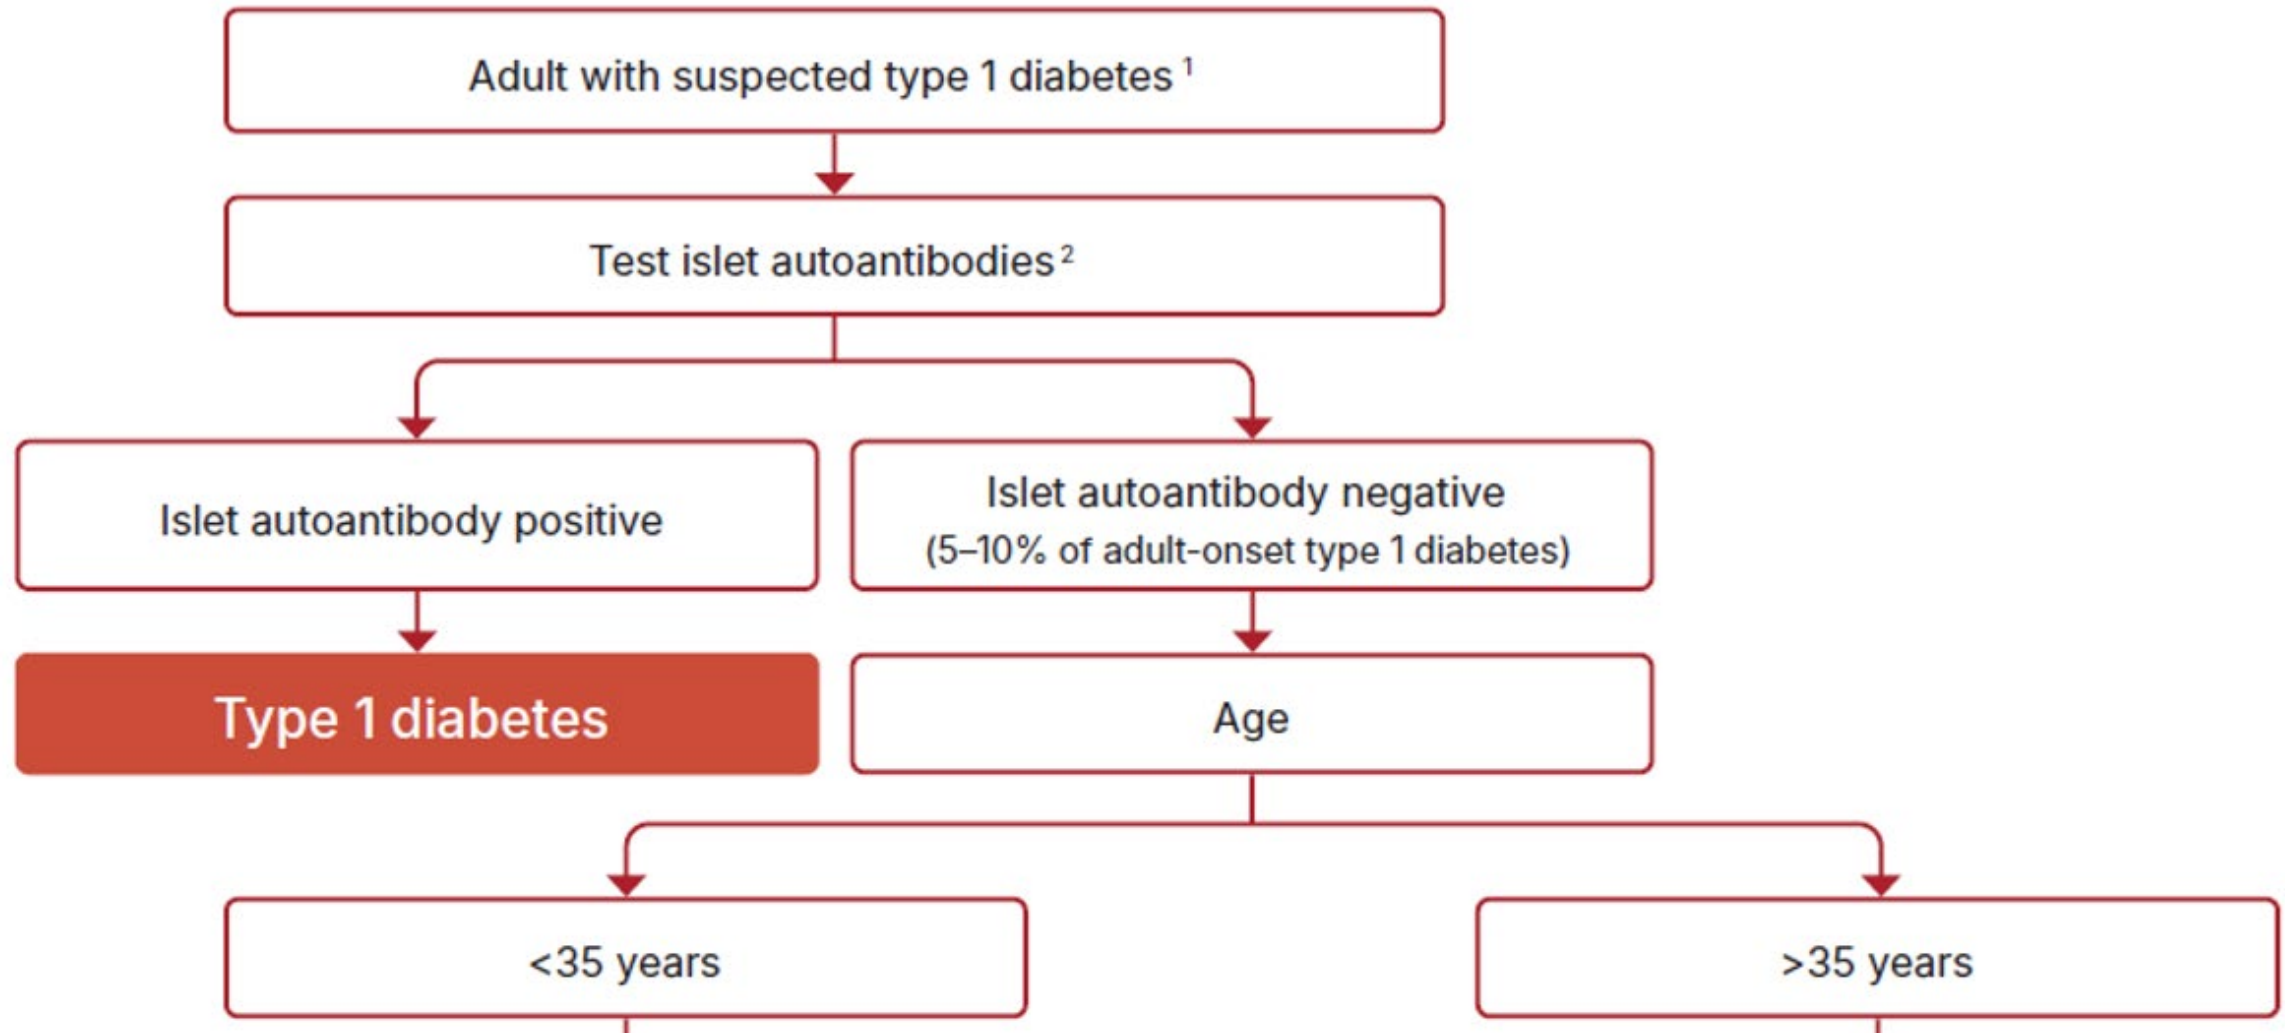 Adult with suspected type 1 diabetes ¹
Test islet autoantibodies ²
Islet autoantibody positive
Islet autoantibody negative
(5–10% of adult-onset type 1 diabetes)
Type 1 diabetes
Age
<35 years
>35 years